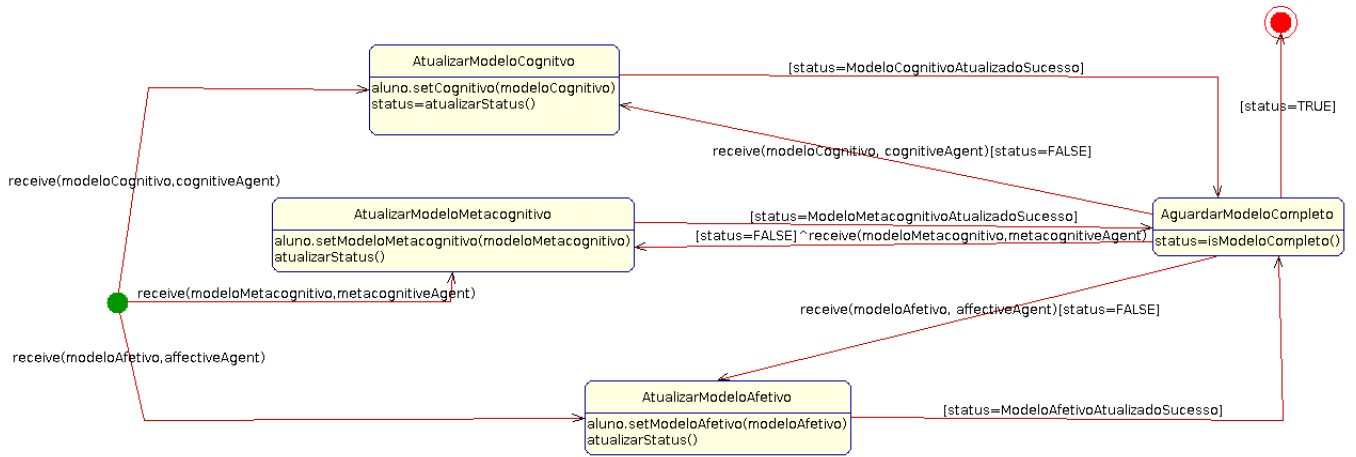 AtualizarModeloCognitvo
aluno.setCognitivo(modeloCognitivo)
status=atualizarStatus()
[status=ModeloCognitivoAtualizadoSucesso]
[status=TRUE]
receive(modeloCognitivo, cognitiveAgent)[status=FALSE]
receive(modeloCognitivo,cognitiveAgent)
AtualizarModeloMetacognitivo
aluno.setModeloMetacognitivo(modeloMetacognitivo)
atualizarStatus()
[status=ModeloMetacognitivoAtualizadoSucesso]
[status=FALSE]^receive(modeloMetacognitivo,metacognitiveAgent)
AguardarModeloCompleto
status=isModeloCompleto()
receive(modeloMetacognitivo,metacognitiveAgent)
receive(modeloAfetivo, affectiveAgent)[status=FALSE]
receive(modeloAfetivo,affectiveAgent)
AtualizarModeloAfetivo
aluno.setModeloAfetivo(modeloAfetivo)
atualizarStatus()
[status=ModeloAfetivoAtualizadoSucesso]